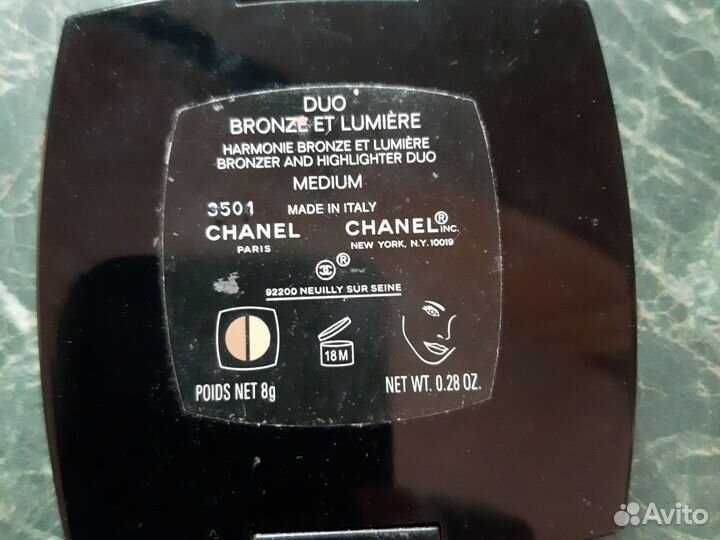 DUO
BRONZE ET LUMIÈRE
HARMONIE BRONZE ET LUMIÈRE
BRONZER AND HIGHLIGHTER DUO
MEDIUM
3501 MADE IN ITALY
CHANEL CHANEL® INC.
PARIS NEW YORK, N.Y. 10019
®
92200 NEUILLY SUR SEINE
18 M
POIDS NET 8g NET WT. 0.28 OZ.
Avito